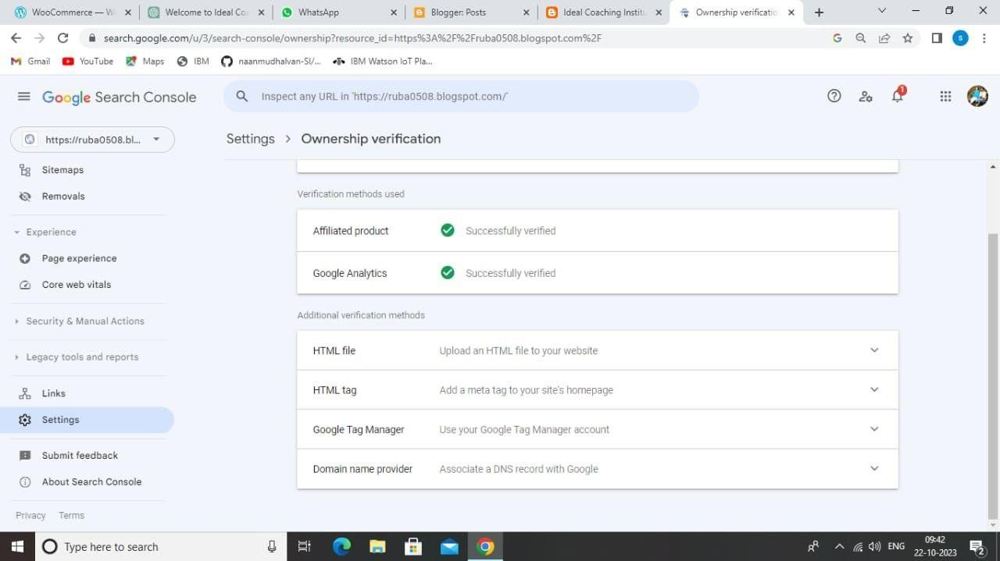 WooCommerce — W
Welcome to Ideal Co
WhatsApp
Blogger: Posts
Ideal Coaching Institu
Ownership verificatio
search.google.com/u/3/search-console/ownership?resource_id=https%3A%2F%2Fruba0508.blogspot.com%2F
S
Gmail
YouTube
Maps
IBM
naanmudhalvan-SI/...
IBM Watson IoT Pla...
Google Search Console
Inspect any URL in 'https://ruba0508.blogspot.com/'
1
https://ruba0508.bl...
Settings > Ownership verification
Sitemaps
Removals
Experience
Page experience
Core web vitals
Security & Manual Actions
Legacy tools and reports
Links
Settings
Submit feedback
About Search Console
Privacy Terms
Verification methods used
Affiliated product Successfully verified
Google Analytics Successfully verified
Additional verification methods
HTML file Upload an HTML file to your website
HTML tag Add a meta tag to your site's homepage
Google Tag Manager Use your Google Tag Manager account
Domain name provider Associate a DNS record with Google
Type here to search
ENG
09:42
22-10-2023
2